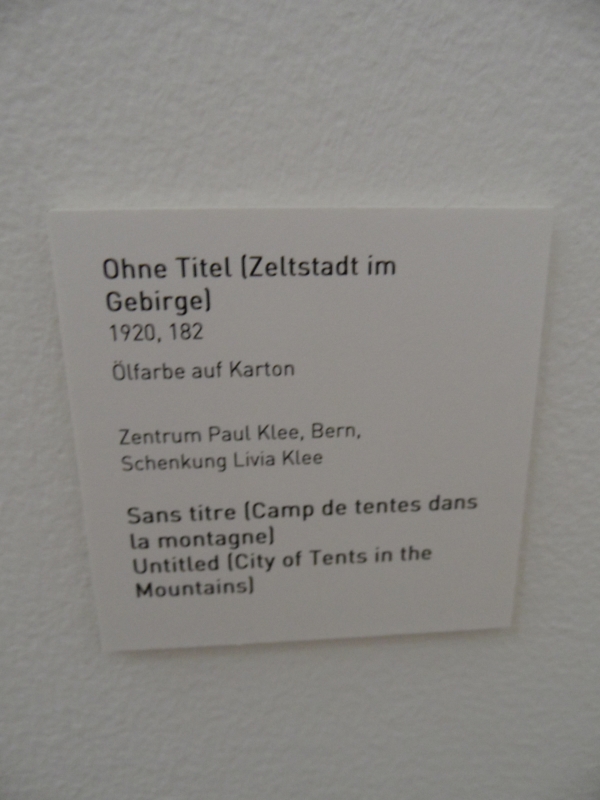 Ohne Titel (Zeltstadt im
Gebirge)
1920, 182
Ölfarbe auf Karton
Zentrum Paul Klee, Bern,
Schenkung Livia Klee
Sans titre (Camp de tentes dans
la montagne)
Untitled (City of Tents in the
Mountains)